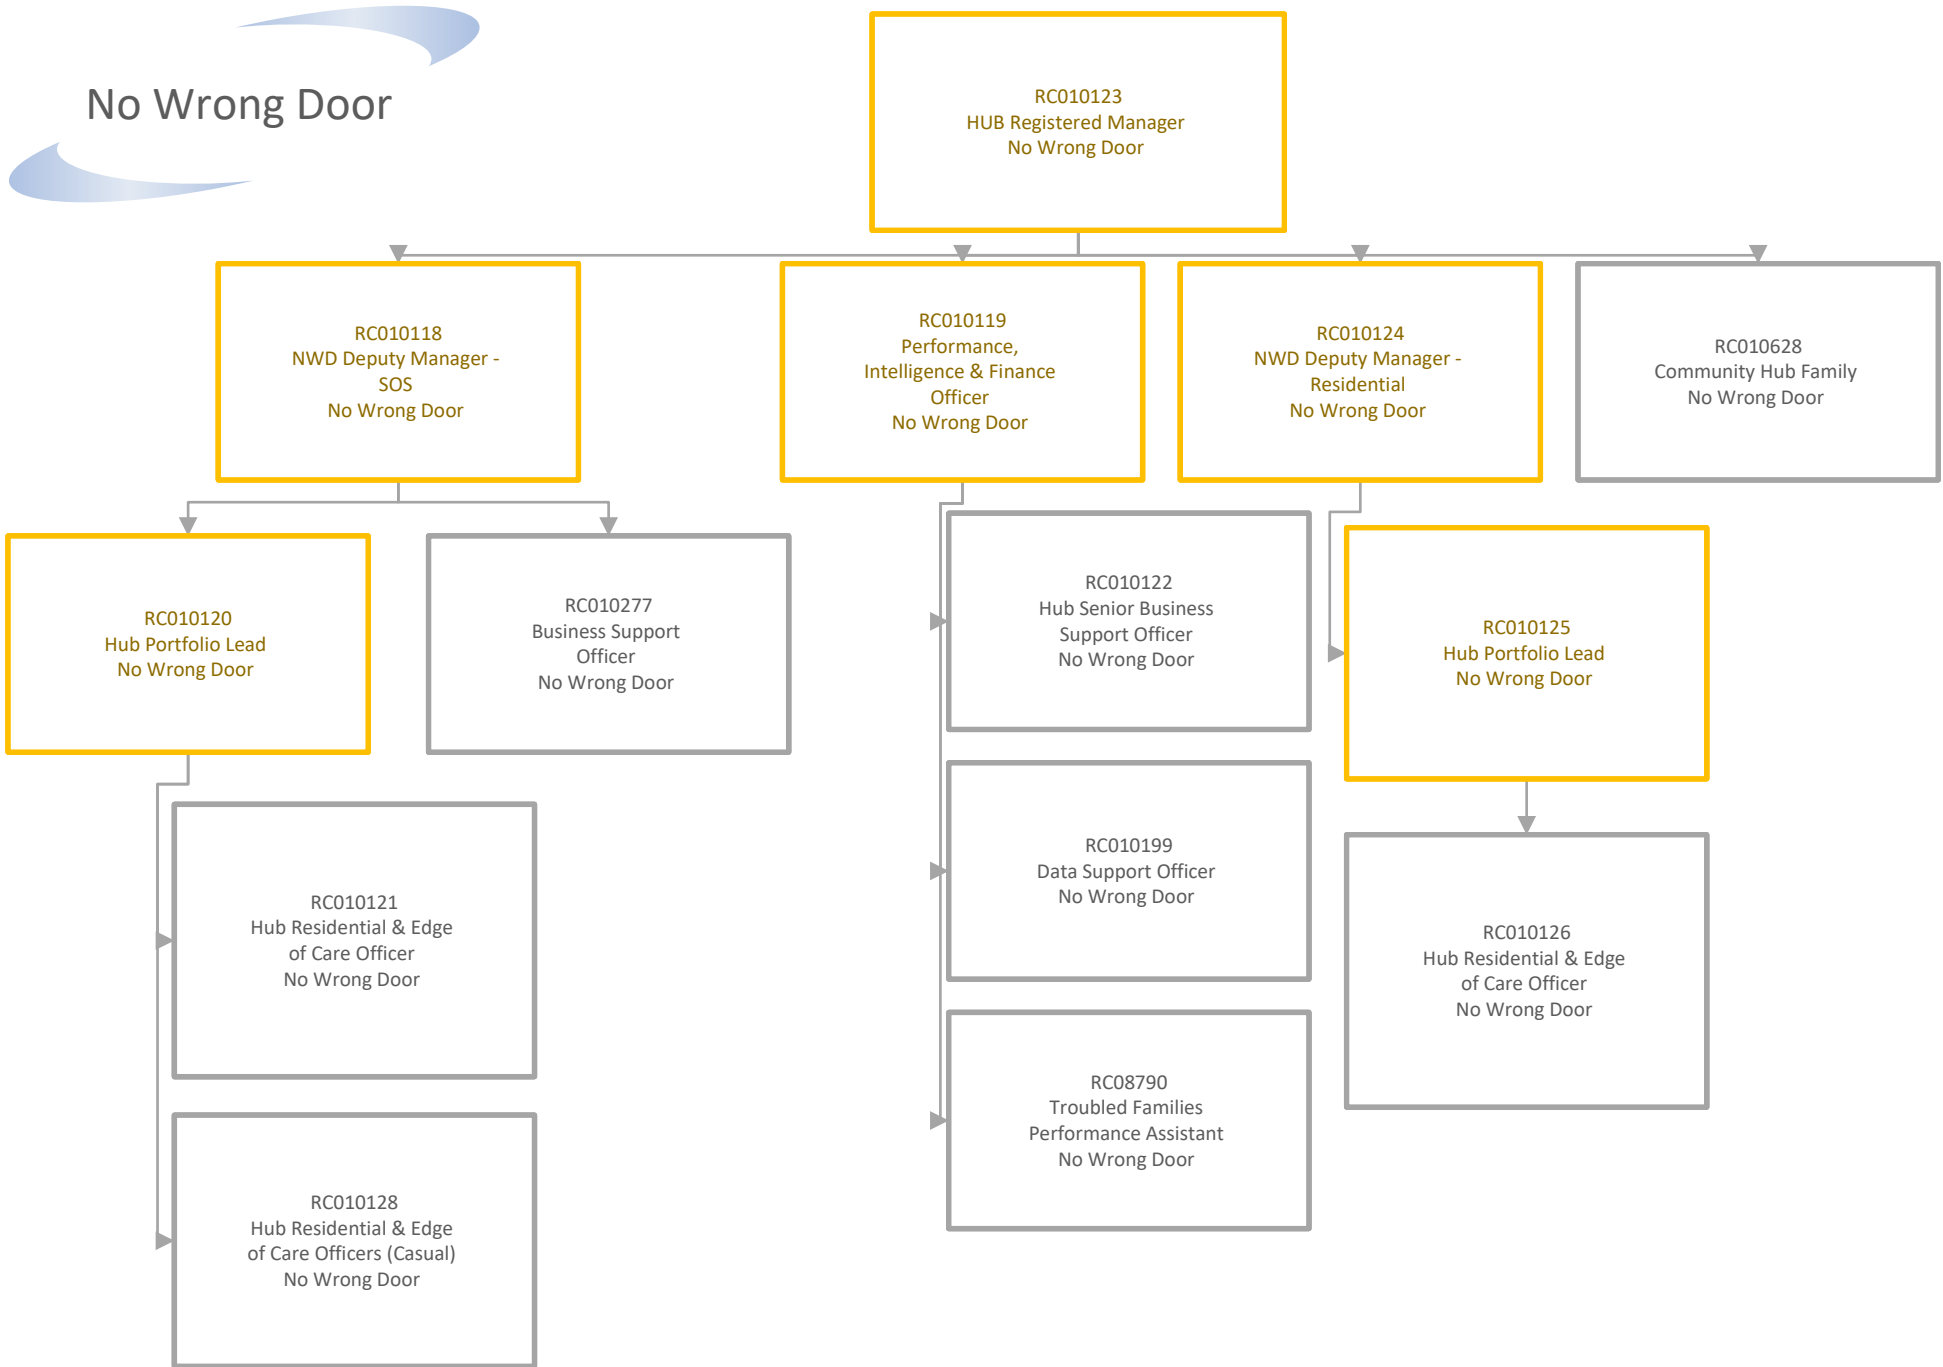 No Wrong Door
RC010123
HUB Registered Manager
No Wrong Door
RC010118
NWD Deputy Manager -
SOS
No Wrong Door
RC010119
Performance,
Intelligence & Finance
Officer
No Wrong Door
RC010124
NWD Deputy Manager -
Residential
No Wrong Door
RC010628
Community Hub Family
No Wrong Door
RC010120
Hub Portfolio Lead
No Wrong Door
RC010277
Business Support
Officer
No Wrong Door
RC010122
Hub Senior Business
Support Officer
No Wrong Door
RC010125
Hub Portfolio Lead
No Wrong Door
RC010121
Hub Residential & Edge
of Care Officer
No Wrong Door
RC010199
Data Support Officer
No Wrong Door
RC010126
Hub Residential & Edge
of Care Officer
No Wrong Door
RC08790
Troubled Families
Performance Assistant
No Wrong Door
RC010128
Hub Residential & Edge
of Care Officers (Casual)
No Wrong Door